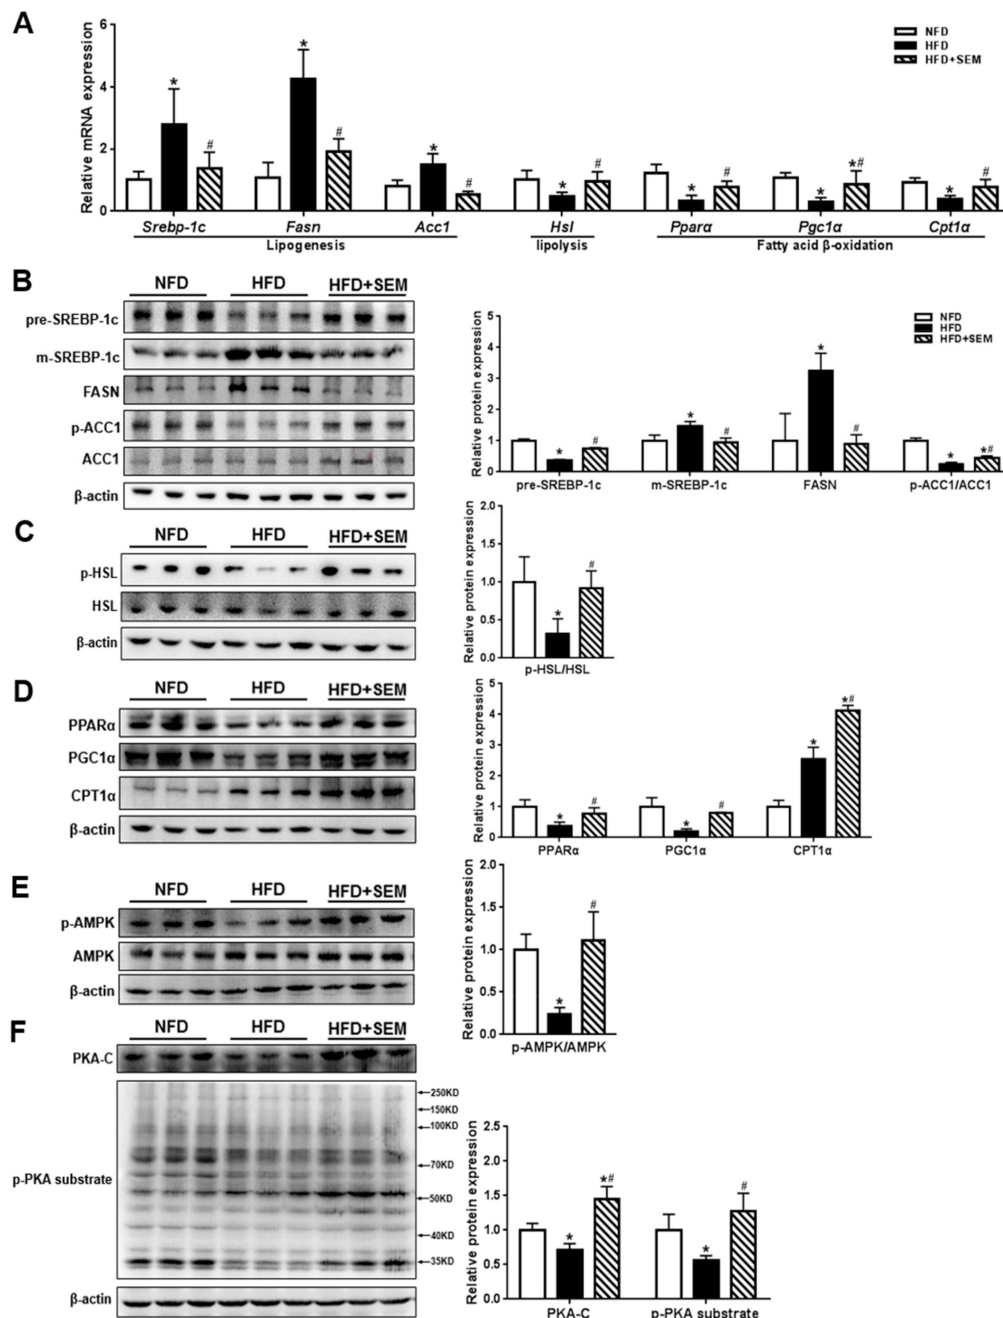 A
Relative mRNA expression
6
4
2
0
NFD
HFD
HFD+SEM
* # * # * # * # * # * *# * #
Srebp-1c Fasn Acc1 Hsl Pparα Pgc1α Cpt1α
Lipogenesis lipolysis Fatty acid β-oxidation
B
NFD HFD HFD+SEM
pre-SREBP-1c
m-SREBP-1c
FASN
p-ACC1
ACC1
β-actin
Relative protein expression
5
4
3
2
1
0
NFD
HFD
HFD+SEM
* # * # * # * *#
pre-SREBP-1c m-SREBP-1c FASN p-ACC1/ACC1
C
NFD HFD HFD+SEM
p-HSL
HSL
β-actin
Relative protein expression
2.0
1.5
1.0
0.5
0.0
* #
p-HSL/HSL
D
NFD HFD HFD+SEM
PPARα
PGC1α
CPT1α
β-actin
Relative protein expression
5
4
3
2
1
0
* # * # * *#
PPARα PGC1α CPT1α
E
NFD HFD HFD+SEM
p-AMPK
AMPK
β-actin
Relative protein expression
2.0
1.5
1.0
0.5
0.0
* #
p-AMPK/AMPK
F
NFD HFD HFD+SEM
PKA-C
p-PKA substrate
250KD
150KD
100KD
70KD
50KD
40KD
35KD
β-actin
Relative protein expression
2.5
2.0
1.5
1.0
0.5
0.0
* *# * #
PKA-C p-PKA substrate